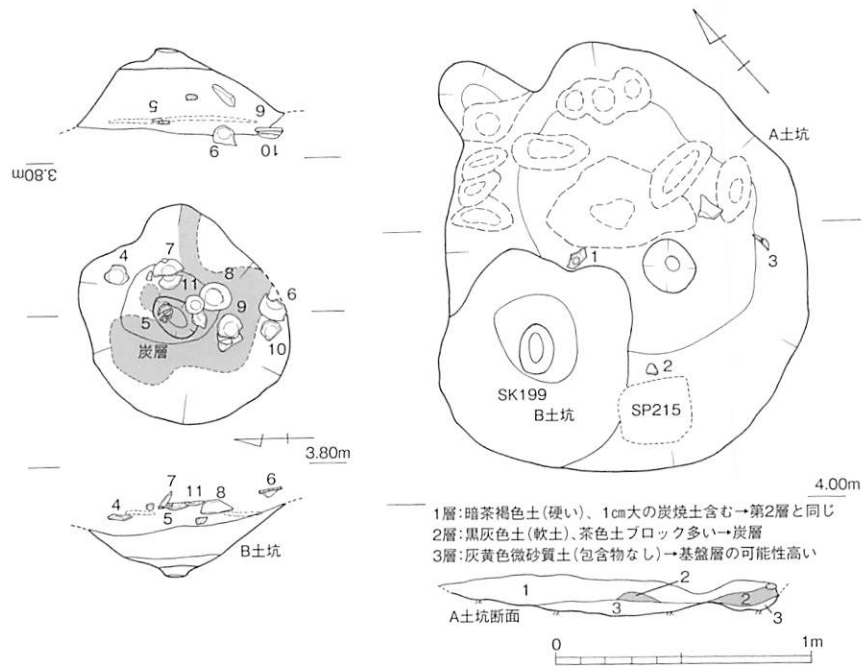 5
6
9
10
3.80m
4
7
11
8
5
9
6
10
炭層
3.80m
7
11
8
6
4
5
B土坑
A土坑
1
3
2
SK199
B土坑
SP215
4.00m
1層:暗茶褐色土(硬い)、1㎝大の炭焼土含む→第2層と同じ
2層:黒灰色土(軟土)、茶色土ブロック多い→炭層
3層:灰黄色微砂質土(包含物なし)→基盤層の可能性高い
1
2
3
2
3
A土坑断面
0
1m